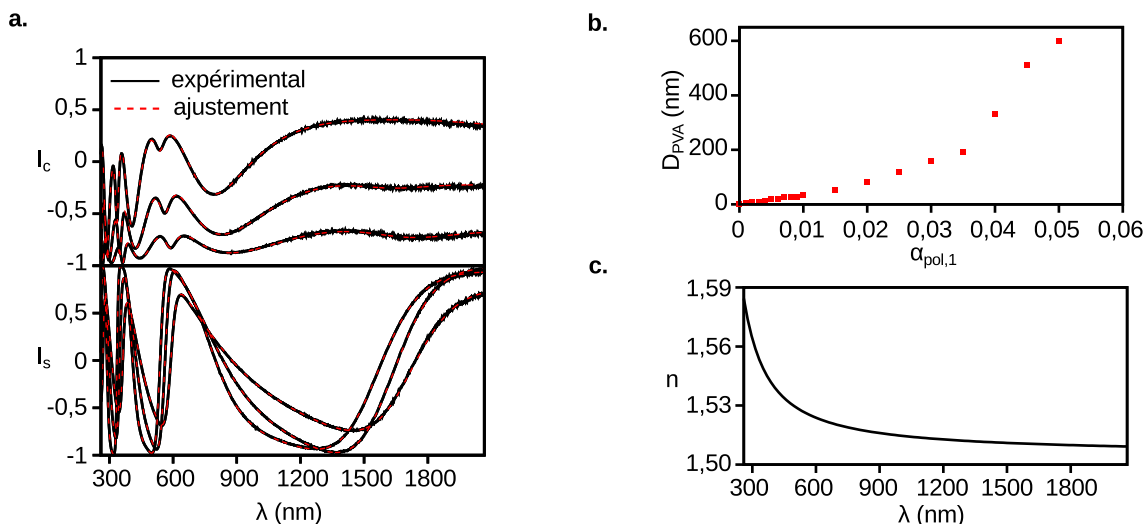 a.
1
expérimental
ajustement
0,5
I_c
0
-0,5
-1
1
0,5
I_s
0
-0,5
-1
300 600 900 1200 1500 1800
λ (nm)
b.
600
400
200
0
D_PVA (nm)
0 0,01 0,02 0,03 0,04 0,05 0,06
α_pol,1
c.
1,59
1,56
n
1,53
1,50
300 600 900 1200 1500 1800
λ (nm)